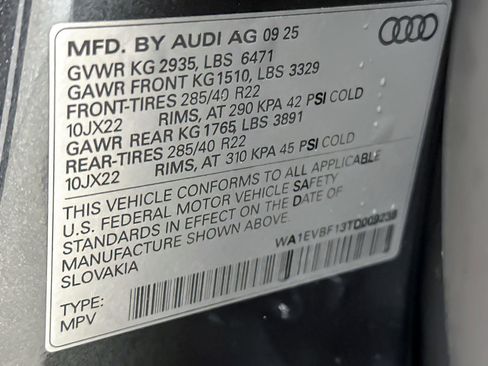 MFD. BY AUDI AG 09 25
GVWR KG 2935, LBS 6471
GAWR FRONT KG1510, LBS 3329
FRONT-TIRES 285/40 R22
10JX22 RIMS, AT 290 KPA 42 PSI COLD
GAWR REAR KG1765, LBS 3891
REAR-TIRES 285/40 R22
10JX22 RIMS, AT 310 KPA 45 PSI COLD
THIS VEHICLE CONFORMS TO ALL APPLICABLE
U.S. FEDERAL MOTOR VEHICLE SAFETY
STANDARDS IN EFFECT ON THE DATE OF
MANUFACTURE SHOWN ABOVE.
WA1EVBF13TD009239
SLOVAKIA
TYPE:
MPV